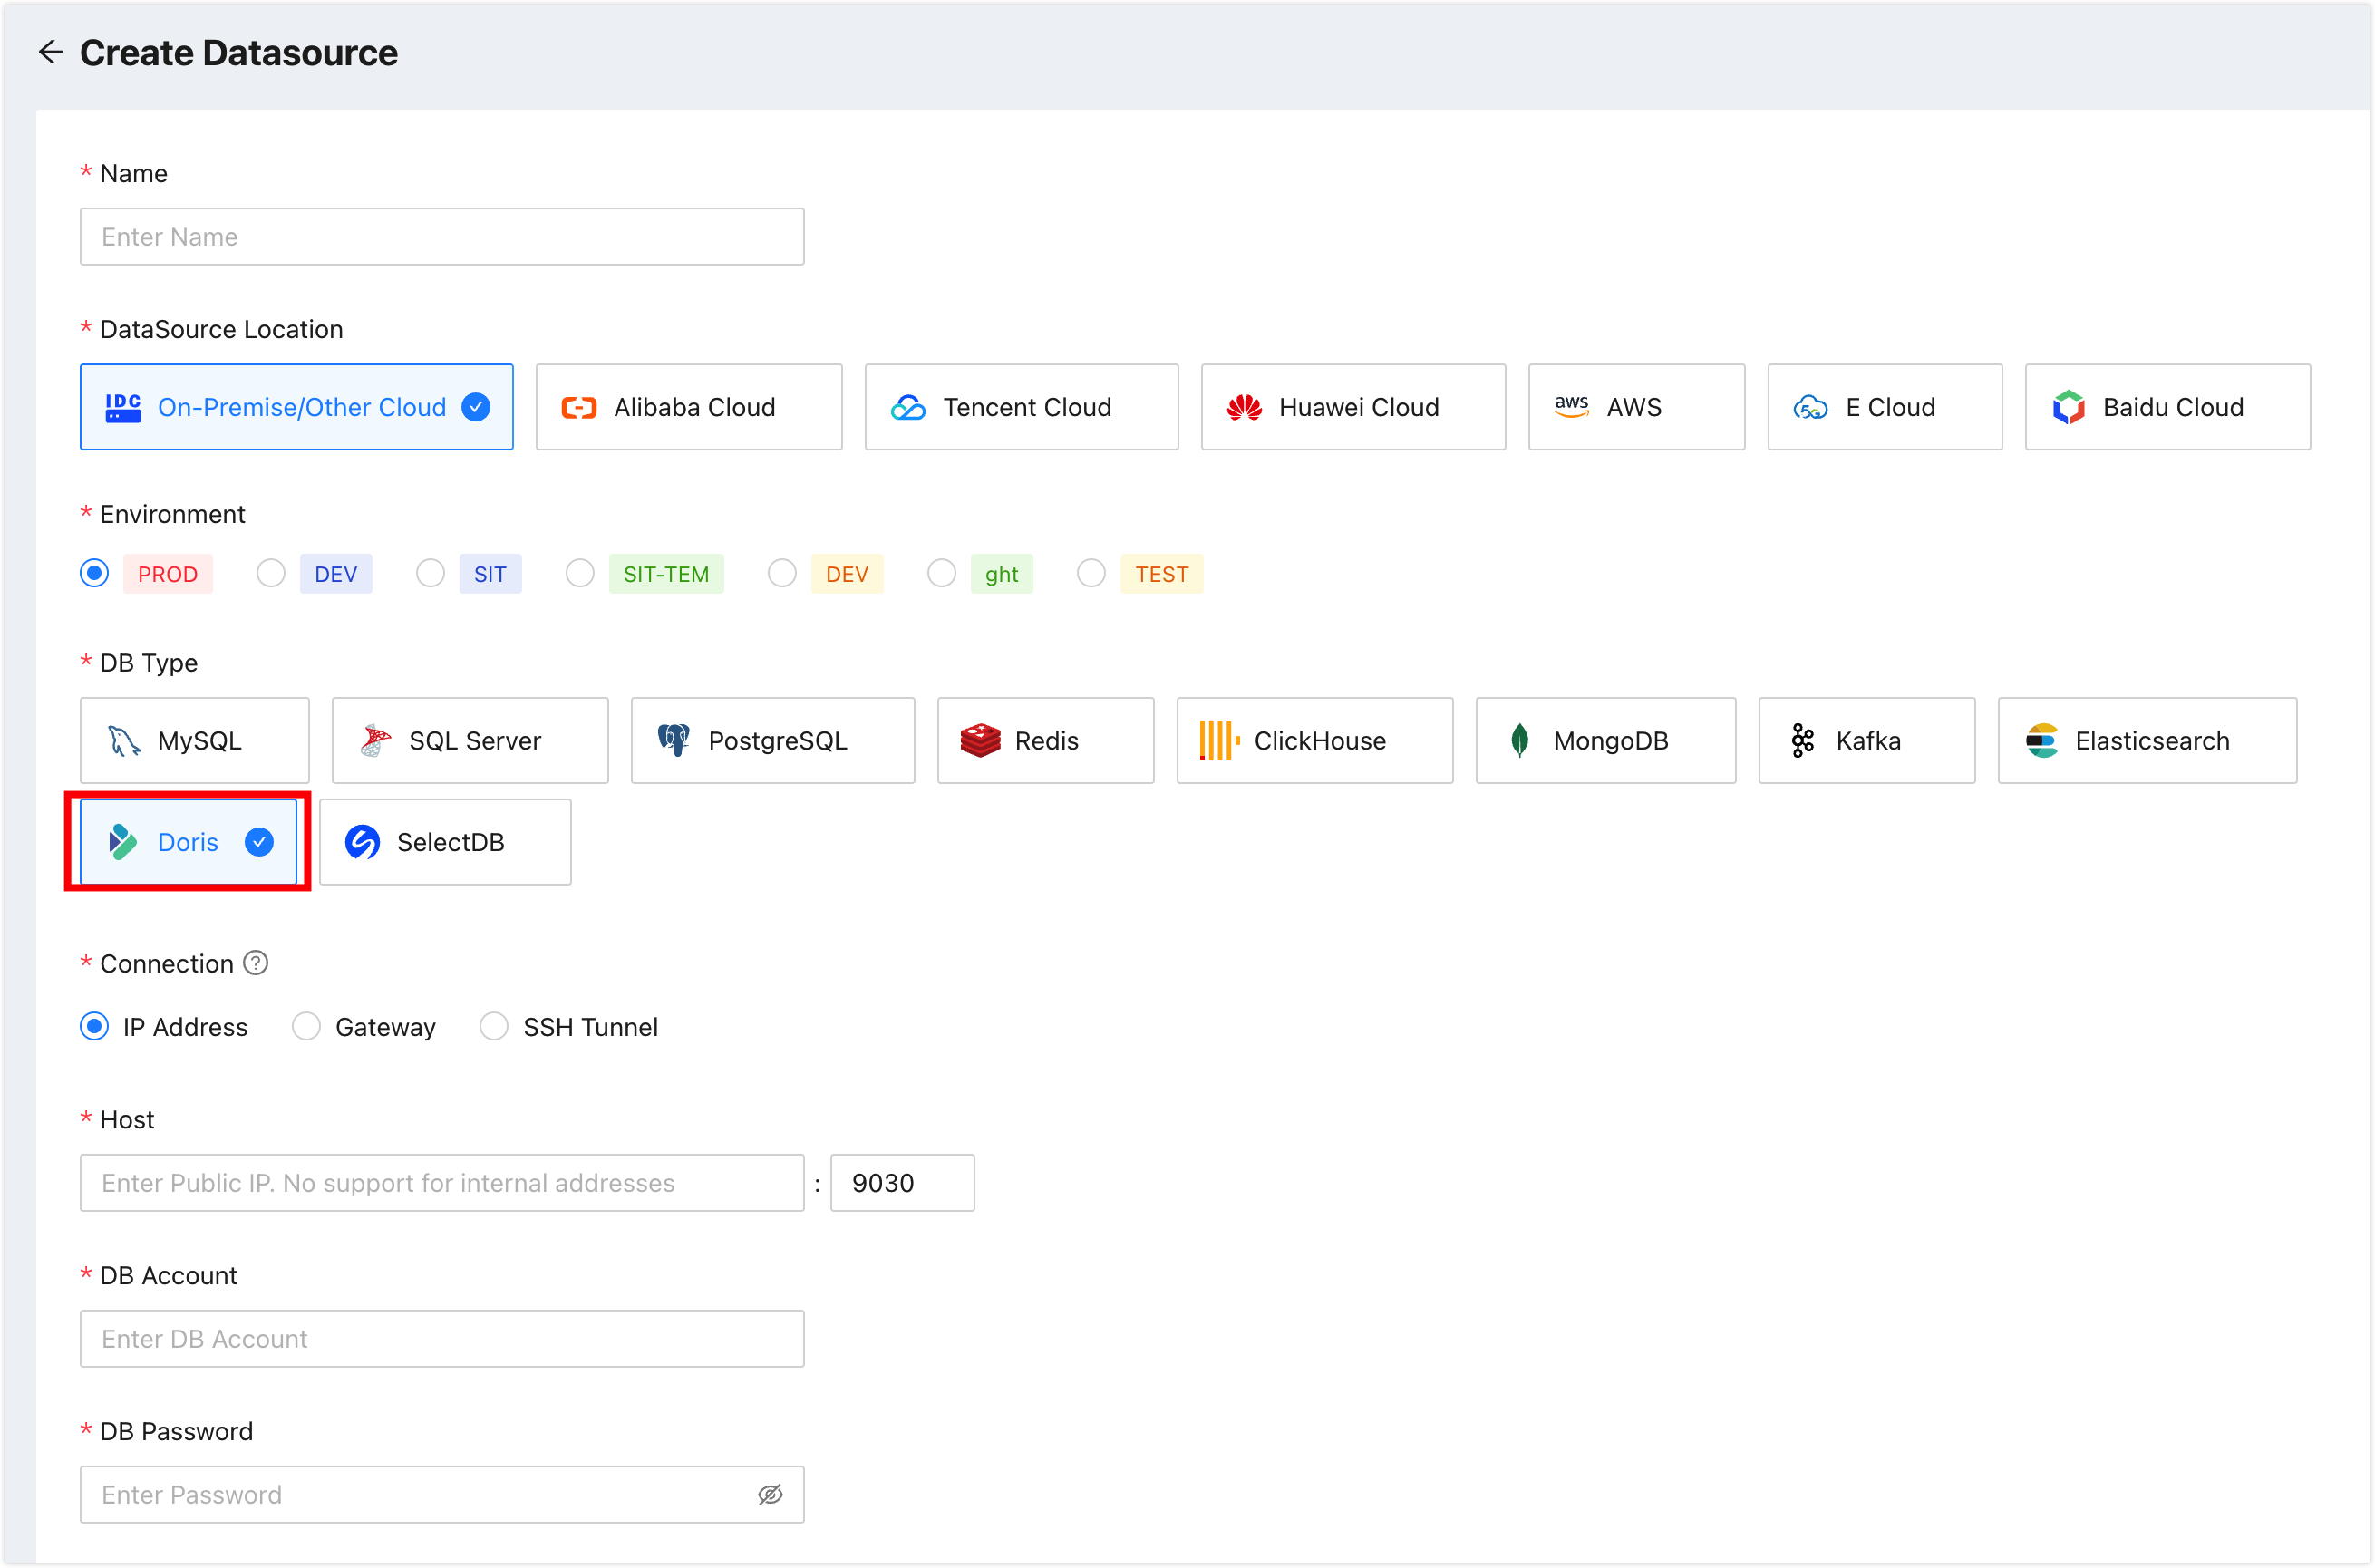 Create Datasource
* Name
Enter Name
* DataSource Location
IDC On-Premise/Other Cloud Alibaba Cloud Tencent Cloud Huawei Cloud aws AWS 5G E Cloud Baidu Cloud
* Environment
PROD DEV SIT SIT-TEM DEV ght TEST
* DB Type
MySQL SQL Server PostgreSQL Redis ClickHouse MongoDB Kafka Elasticsearch
Doris SelectDB
* Connection ?
IP Address Gateway SSH Tunnel
* Host
Enter Public IP. No support for internal addresses : 9030
* DB Account
Enter DB Account
* DB Password
Enter Password